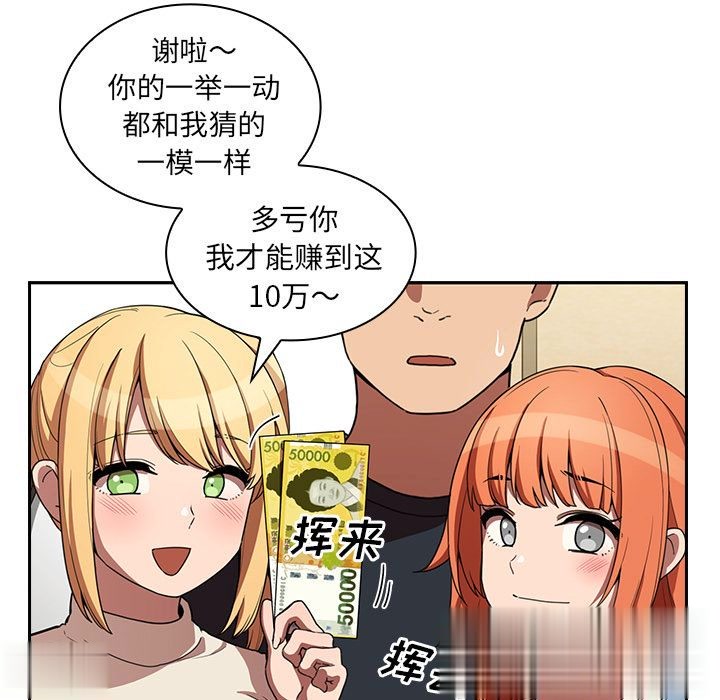 谢啦～
你的一举一动
都和我猜的
一模一样
多亏你
我才能赚到这
10万～
50000
50000
挥来
挥